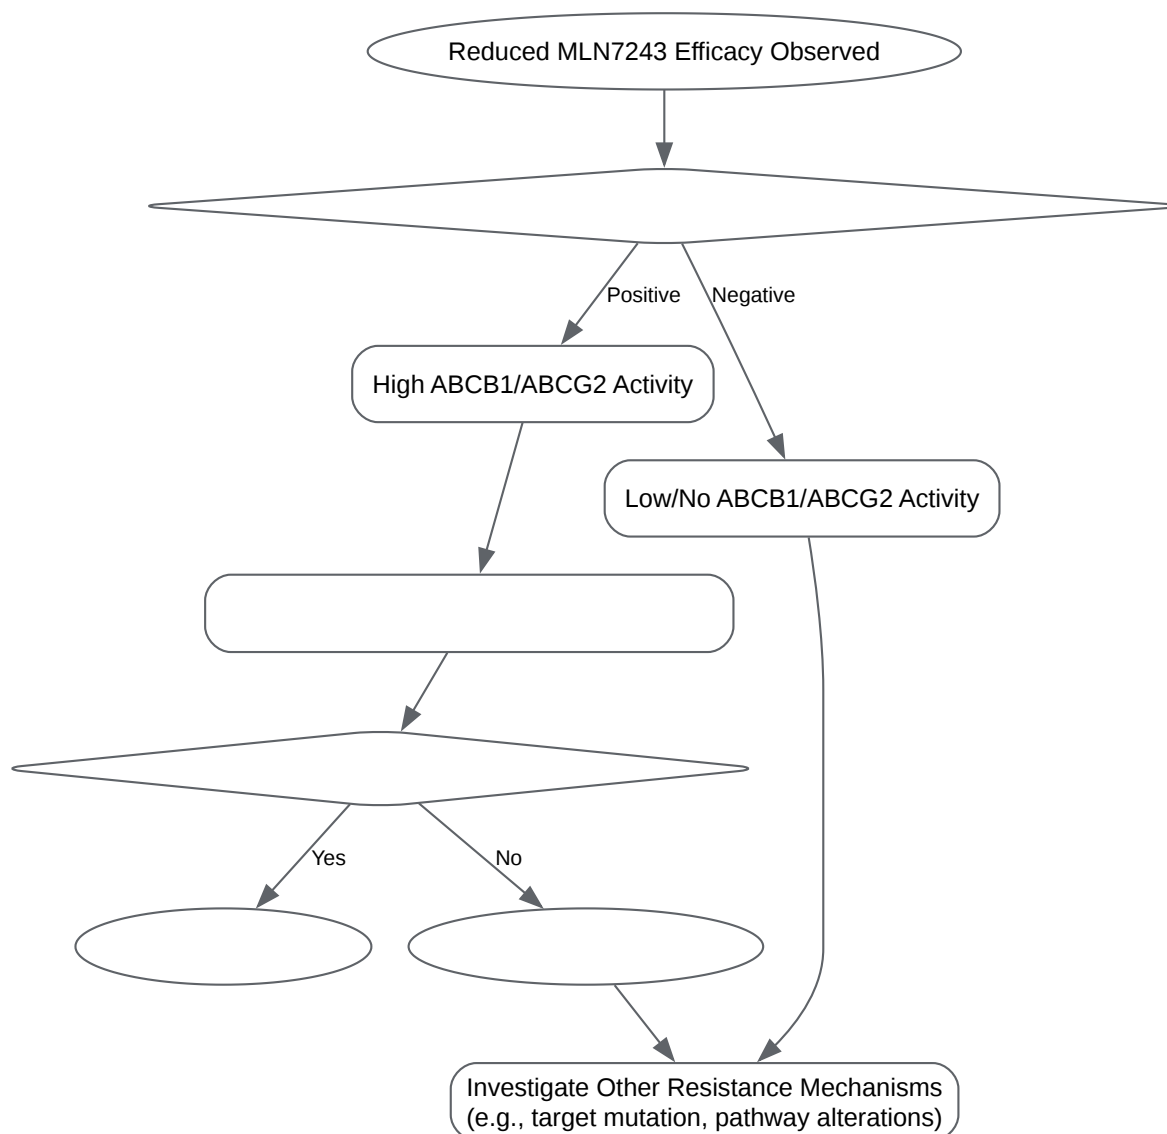 Reduced MLN7243 Efficacy Observed
Positive
Negative
High ABCB1/ABCG2 Activity
Low/No ABCB1/ABCG2 Activity
Yes
No
Investigate Other Resistance Mechanisms
(e.g., target mutation, pathway alterations)